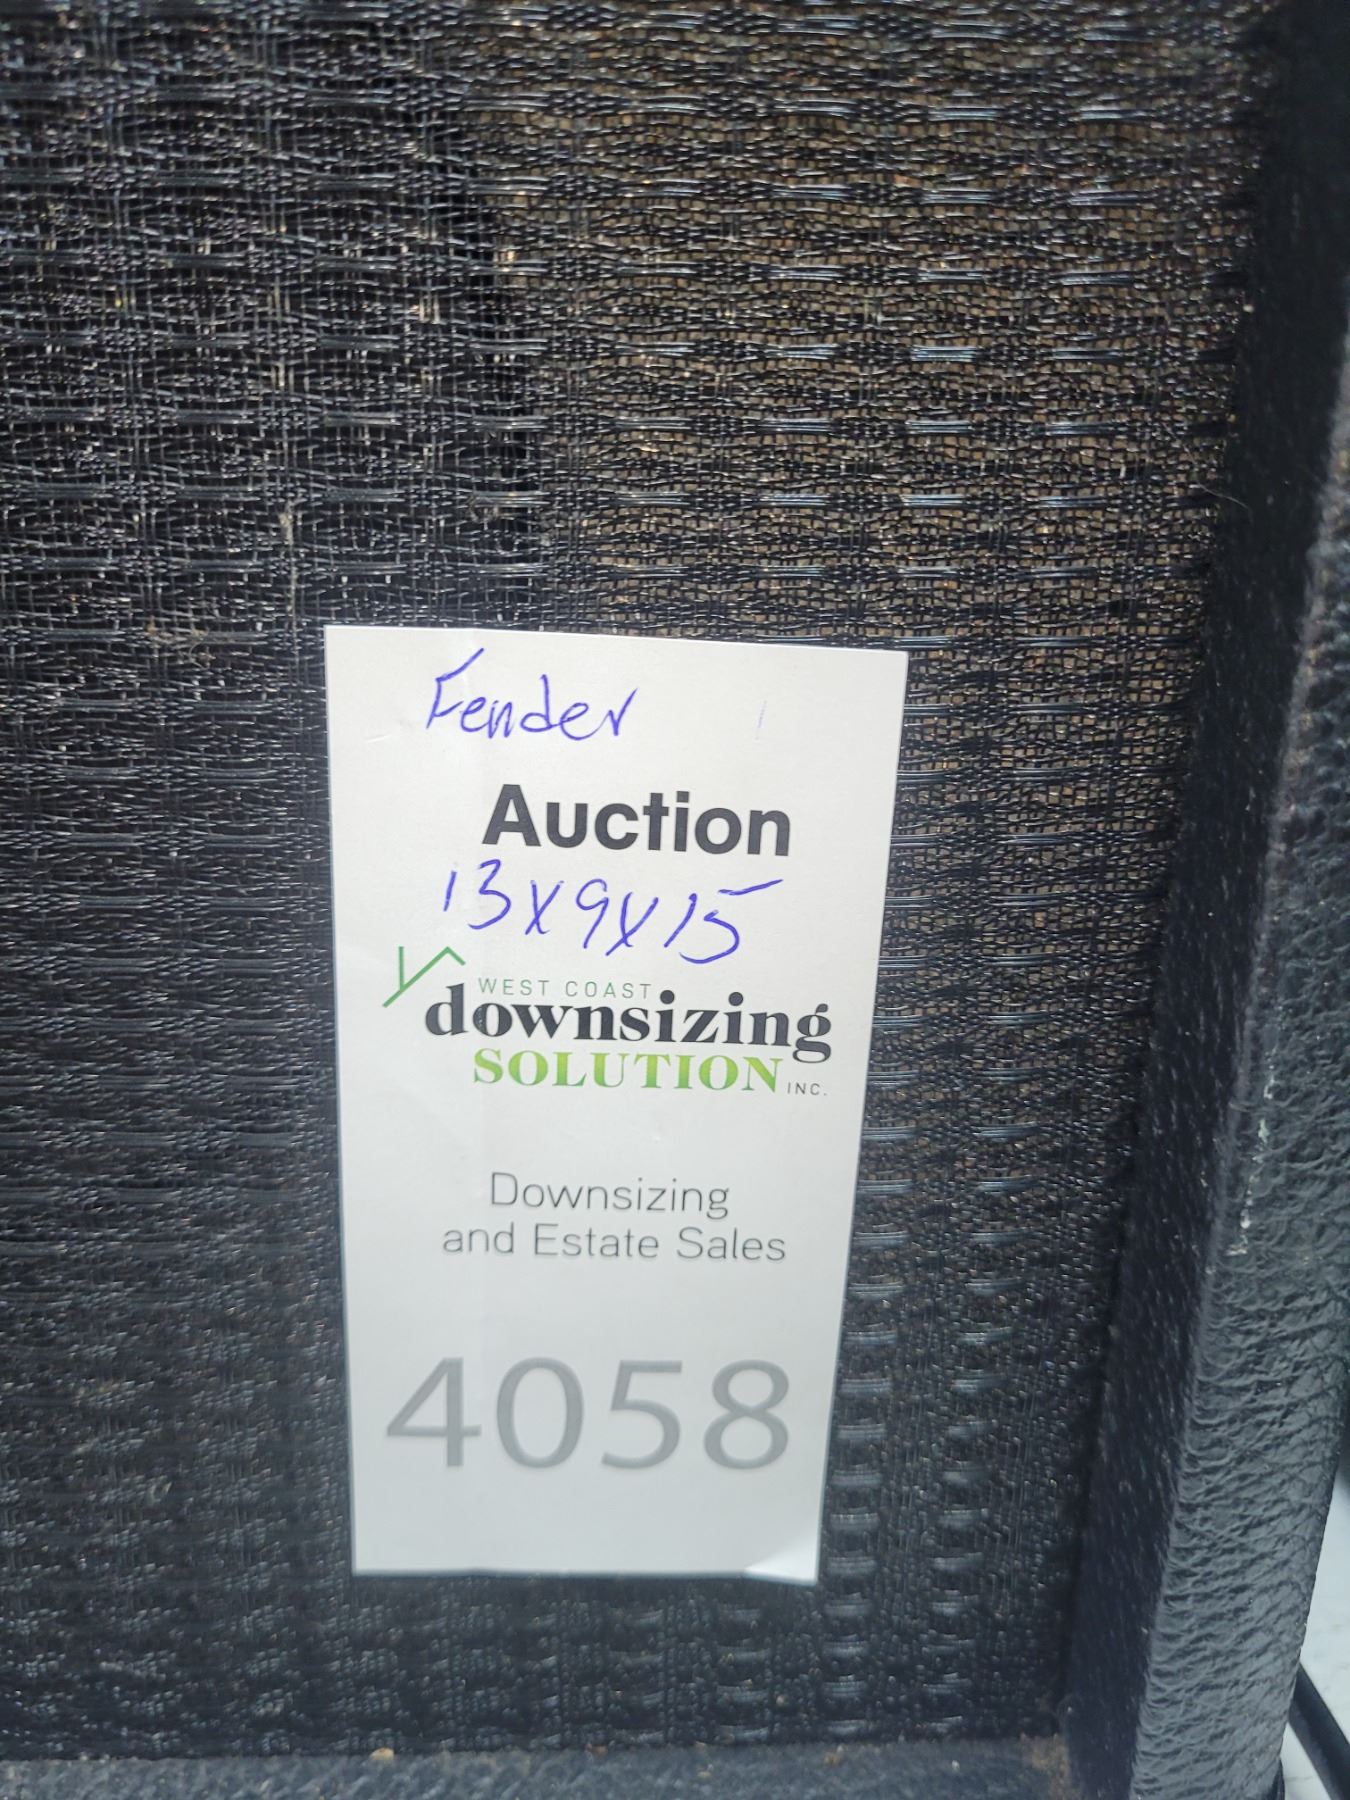 Fender
Auction
13x9x15
WEST COAST
downsizing
SOLUTION INC.
Downsizing
and Estate Sales
4058